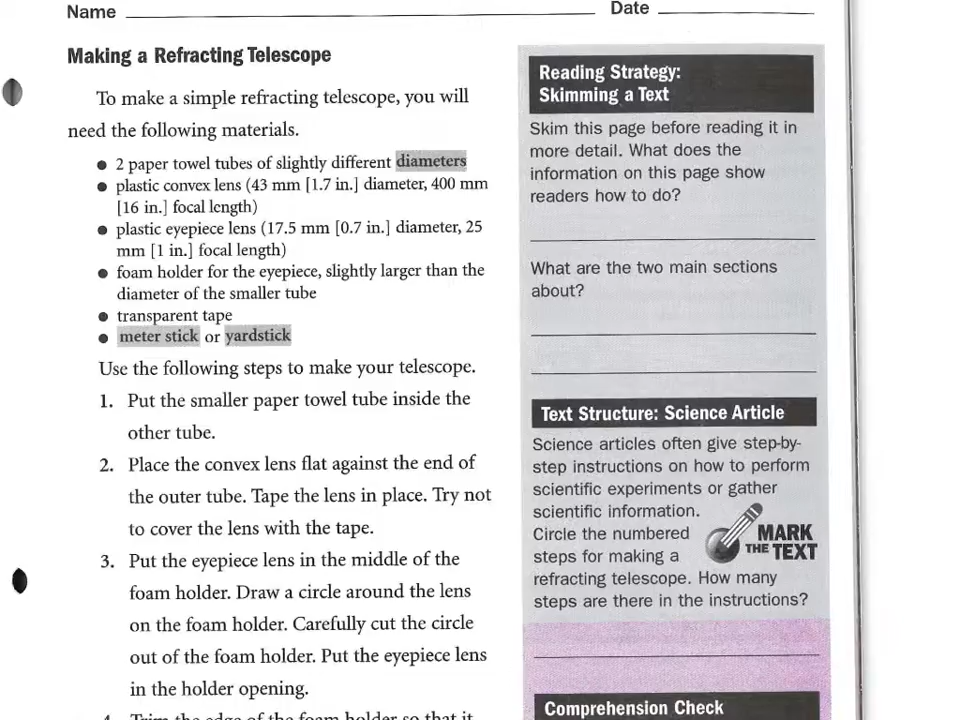 Name
Date
Making a Refracting Telescope
To make a simple refracting telescope, you will
need the following materials.
● 2 paper towel tubes of slightly different diameters
● plastic convex lens (43 mm [1.7 in.] diameter, 400 mm
[16 in.] focal length)
● plastic eyepiece lens (17.5 mm [0.7 in.] diameter, 25
mm [1 in.] focal length)
● foam holder for the eyepiece, slightly larger than the
diameter of the smaller tube
● transparent tape
● meter stick or yardstick
Use the following steps to make your telescope.
1. Put the smaller paper towel tube inside the
other tube.
2. Place the convex lens flat against the end of
the outer tube. Tape the lens in place. Try not
to cover the lens with the tape.
3. Put the eyepiece lens in the middle of the
foam holder. Draw a circle around the lens
on the foam holder. Carefully cut the circle
out of the foam holder. Put the eyepiece lens
in the holder opening.
4. Trim the edge of the foam holder so that it
Reading Strategy:
Skimming a Text
Skim this page before reading it in
more detail. What does the
information on this page show
readers how to do?
What are the two main sections
about?
Text Structure: Science Article
Science articles often give step-by-
step instructions on how to perform
scientific experiments or gather
scientific information.
Circle the numbered
steps for making a
refracting telescope. How many
steps are there in the instructions?
MARK
THE TEXT
Comprehension Check